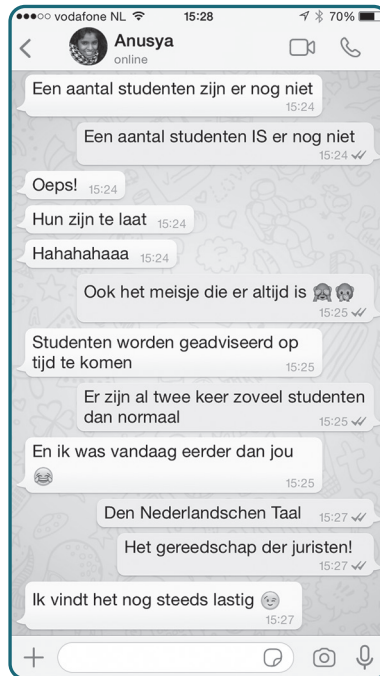 vodafone NL 15:28 70%
Anusya
online
Een aantal studenten zijn er nog niet
15:24
Een aantal studenten IS er nog niet
15:24
Oeps! 15:24
Hun zijn te laat 15:24
Hahahahaaa 15:24
Ook het meisje die er altijd is
15:25
Studenten worden geadviseerd op
tijd te komen 15:25
Er zijn al twee keer zoveel studenten
dan normaal 15:25
En ik was vandaag eerder dan jou
15:25
Den Nederlandschen Taal 15:27
Het gereedschap der juristen!
15:27
Ik vindt het nog steeds lastig
15:27